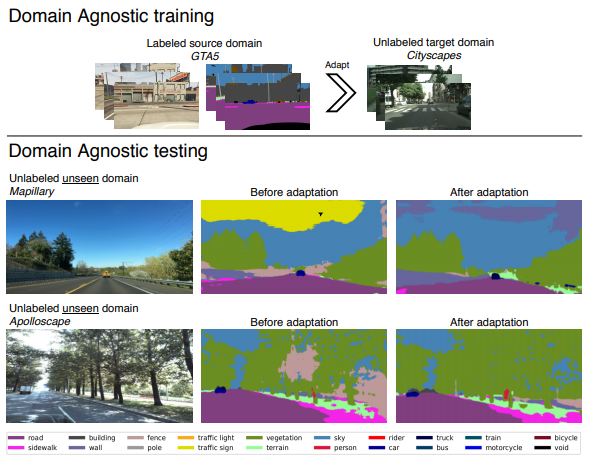 Domain Agnostic training
Labeled source domain
GTA5
Adapt
Unlabeled target domain
Cityscapes
Domain Agnostic testing
Unlabeled unseen domain
Mapillary
Before adaptation
After adaptation
Unlabeled unseen domain
Apolloscape
Before adaptation
After adaptation
road building fence traffic light vegetation sky rider truck train bicycle
sidewalk wall pole traffic sign terrain person car bus motorcycle void